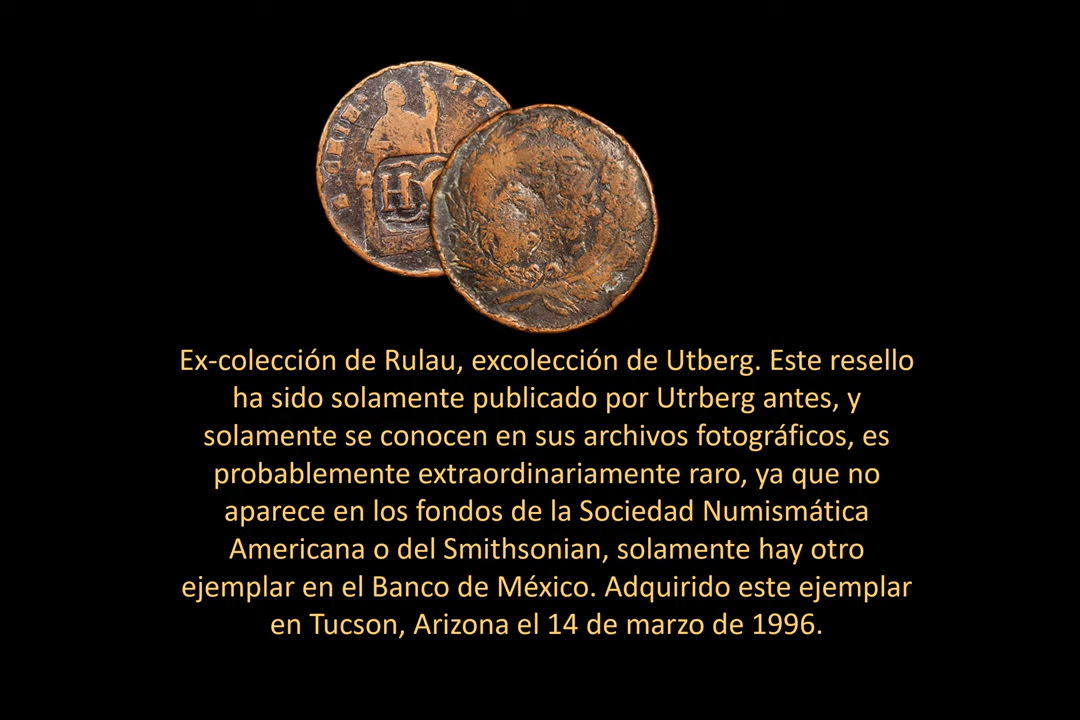 H.
Ex-colección de Rulau, excolección de Utberg. Este resello
ha sido solamente publicado por Utrberg antes, y
solamente se conocen en sus archivos fotográficos, es
probablemente extraordinariamente raro, ya que no
aparece en los fondos de la Sociedad Numismática
Americana o del Smithsonian, solamente hay otro
ejemplar en el Banco de México. Adquirido este ejemplar
en Tucson, Arizona el 14 de marzo de 1996.